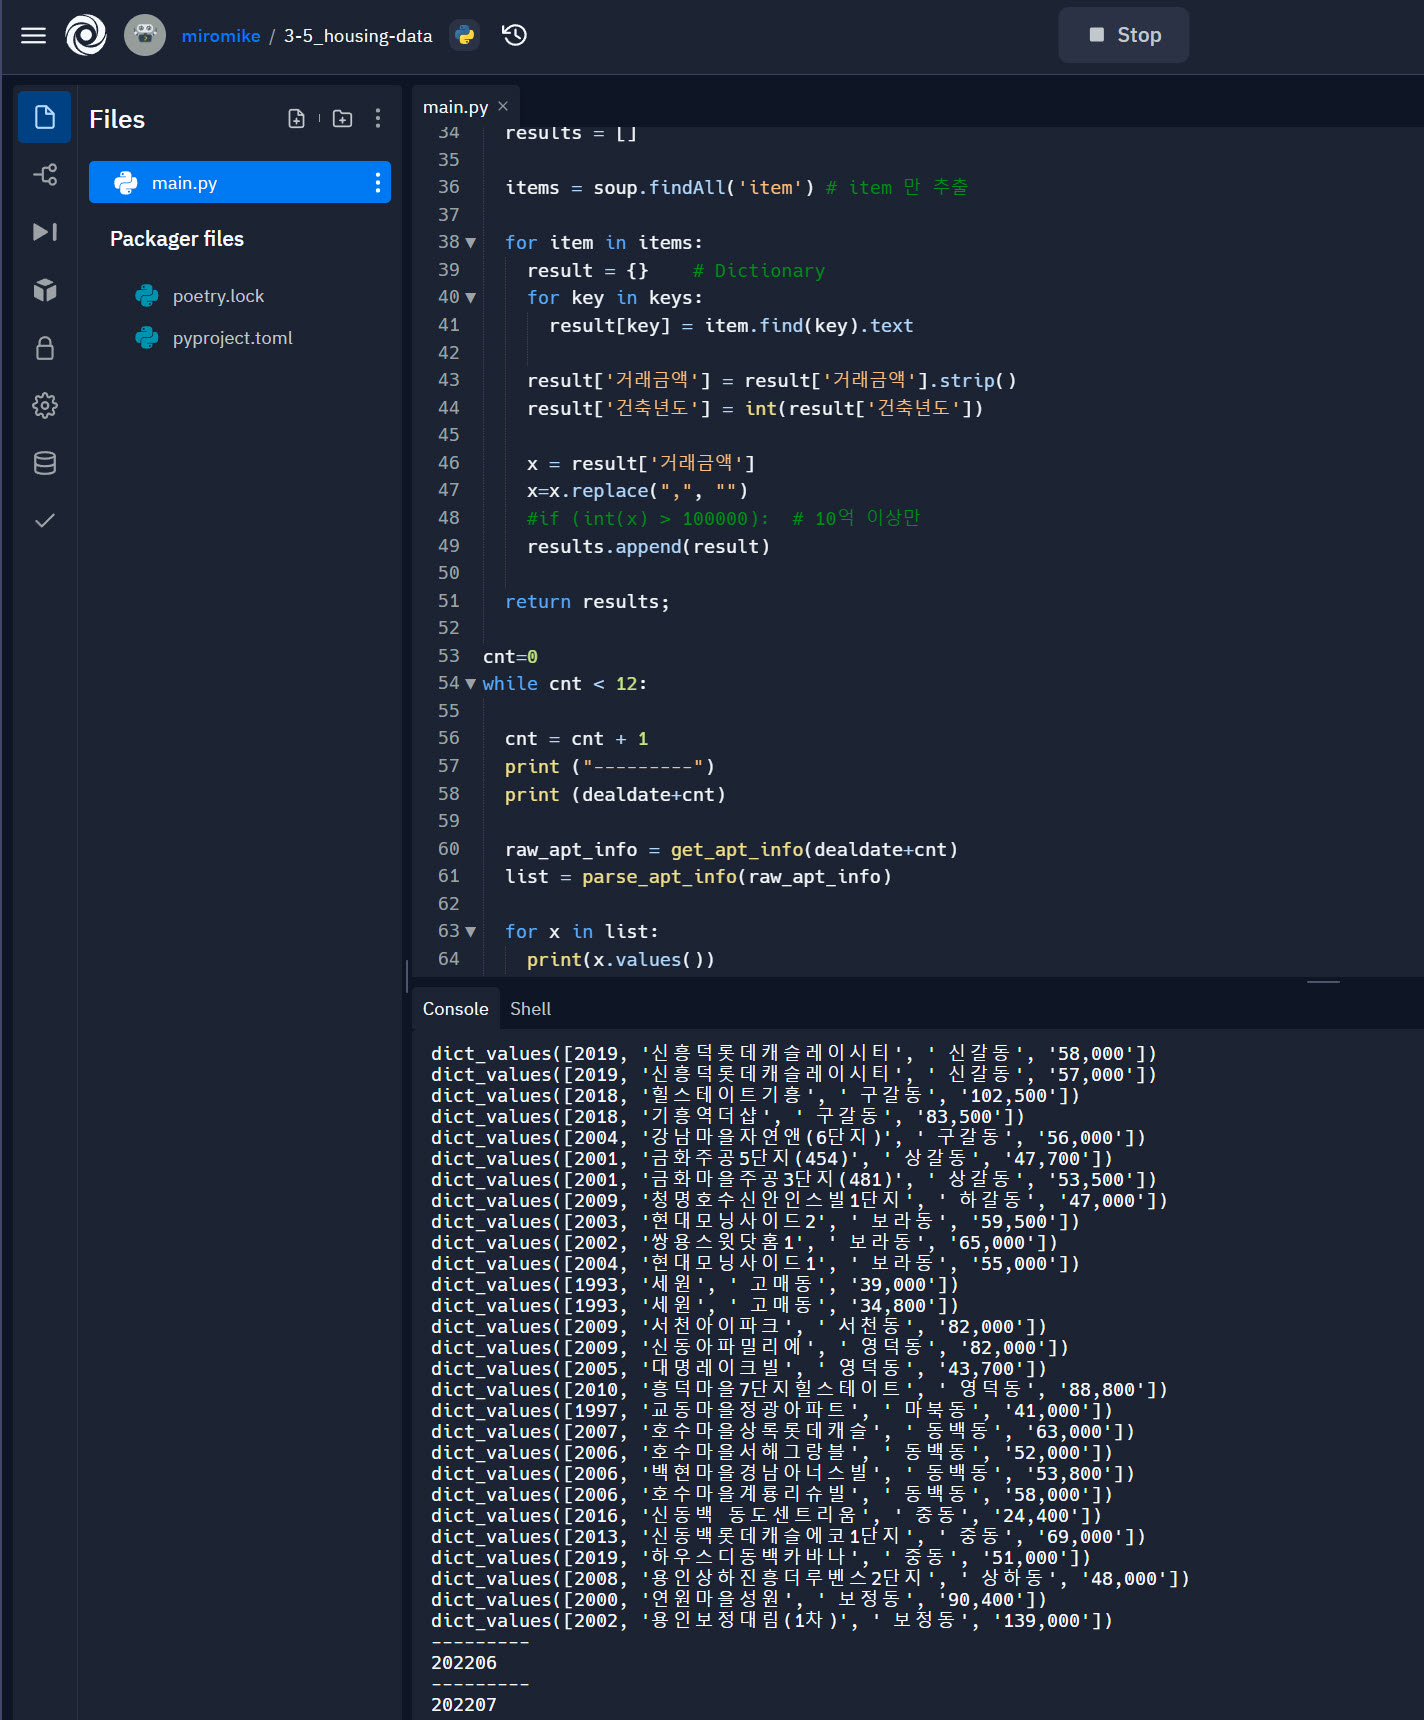 miromike / 3-5_housing-data
Stop
Files
main.py
Packager files
poetry.lock
pyproject.toml
main.py ×
34 results = []
35
36 items = soup.findAll('item') # item 만 추출
37
38 for item in items:
39 result = {}    # Dictionary
40 for key in keys:
41 result[key] = item.find(key).text
42
43 result['거래금액'] = result['거래금액'].strip()
44 result['건축년도'] = int(result['건축년도'])
45
46 x = result['거래금액']
47 x=x.replace(",", "")
48 #if (int(x) > 100000):  # 10억 이상만
49 results.append(result)
50
51 return results;
52
53 cnt=0
54 while cnt < 12:
55
56 cnt = cnt + 1
57 print ("---------")
58 print (dealdate+cnt)
59
60 raw_apt_info = get_apt_info(dealdate+cnt)
61 list = parse_apt_info(raw_apt_info)
62
63 for x in list:
64 print(x.values())
Console Shell
dict_values([2019, '신흥덕롯데캐슬레이시티', ' 신갈동', '58,000'])
dict_values([2019, '신흥덕롯데캐슬레이시티', ' 신갈동', '57,000'])
dict_values([2018, '힐스테이트기흥', ' 구갈동', '102,500'])
dict_values([2018, '기흥역더샵', ' 구갈동', '83,500'])
dict_values([2004, '강남마을자연앤(6단지)', ' 구갈동', '56,000'])
dict_values([2001, '금화주공5단지(454)', ' 상갈동', '47,700'])
dict_values([2001, '금화마을주공3단지(481)', ' 상갈동', '53,500'])
dict_values([2009, '청명호수신안인스빌1단지', ' 하갈동', '47,000'])
dict_values([2003, '현대모닝사이드2', ' 보라동', '59,500'])
dict_values([2002, '쌍용스윗닷홈1', ' 보라동', '65,000'])
dict_values([2004, '현대모닝사이드1', ' 보라동', '55,000'])
dict_values([1993, '세원', ' 고매동', '39,000'])
dict_values([1993, '세원', ' 고매동', '34,800'])
dict_values([2009, '서천아이파크', ' 서천동', '82,000'])
dict_values([2009, '신동아파밀리에', ' 영덕동', '82,000'])
dict_values([2005, '대명레이크빌', ' 영덕동', '43,700'])
dict_values([2010, '흥덕마을7단지힐스테이트', ' 영덕동', '88,800'])
dict_values([1997, '교동마을정광아파트', ' 마북동', '41,000'])
dict_values([2007, '호수마을상록롯데캐슬', ' 동백동', '63,000'])
dict_values([2006, '호수마을서해그랑블', ' 동백동', '52,000'])
dict_values([2006, '백현마을경남아너스빌', ' 동백동', '53,800'])
dict_values([2006, '호수마을계룡리슈빌', ' 동백동', '58,000'])
dict_values([2016, '신동백 동도센트리움', ' 중동', '24,400'])
dict_values([2013, '신동백롯데캐슬에코1단지', ' 중동', '69,000'])
dict_values([2019, '하우스디동백카바나', ' 중동', '51,000'])
dict_values([2008, '용인상하진흥더루벤스2단지', ' 상하동', '48,000'])
dict_values([2000, '연원마을성원', ' 보정동', '90,400'])
dict_values([2002, '용인보정대림(1차)', ' 보정동', '139,000'])
---------
202206
---------
202207